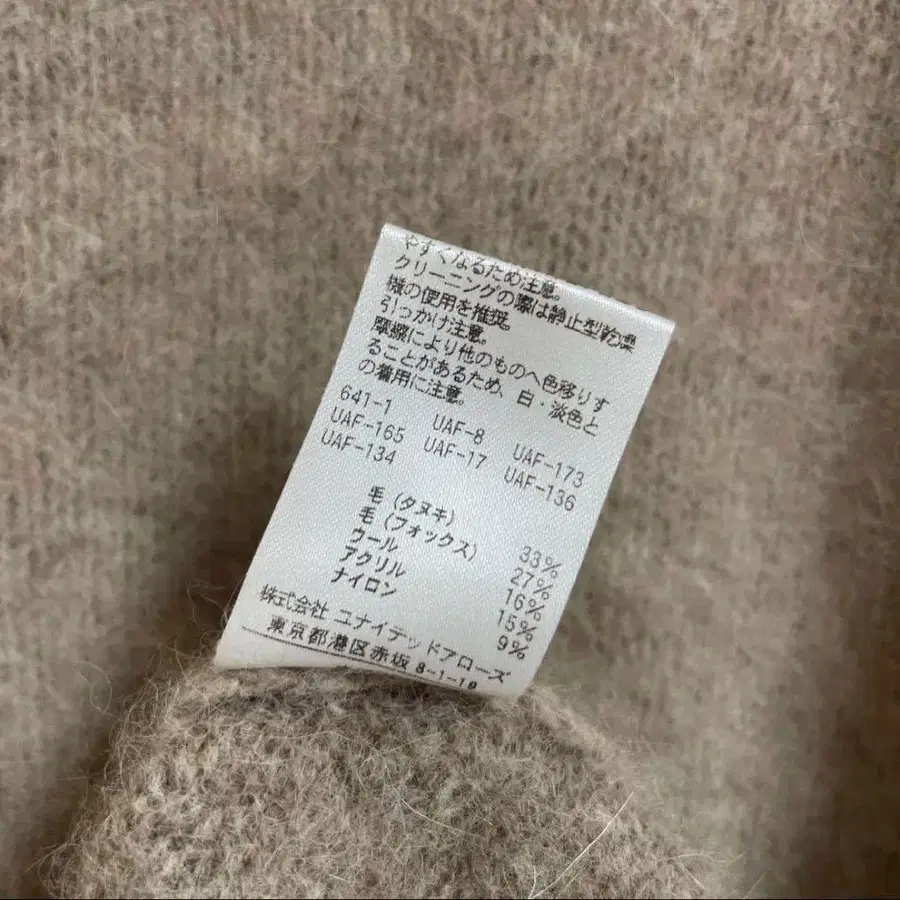 やすくなるため注意。
クリーニングの際は静止型乾燥
機の使用を推奨。
引っかけ注意。
摩擦により他のものへ色移りす
ることがあるため、白・淡色と
の着用に注意。
641-1 UAF-8 UAF-173
UAF-165 UAF-17 UAF-136
UAF-134
毛(タヌキ) 33%
毛(フォックス) 27%
ウール 16%
アクリル 15%
ナイロン 9%
株式会社 ユナイテッドアローズ
東京都港区赤坂 8-1-19